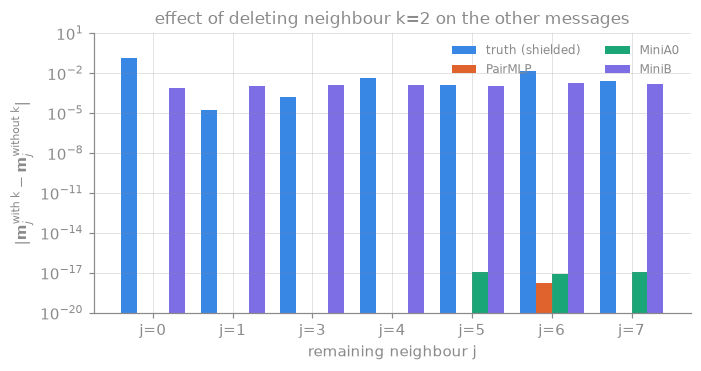 effect of deleting neighbour k=2 on the other messages
|m_j^{with k} − m_j^{without k}|
10^1
10^{-2}
10^{-5}
10^{-8}
10^{-11}
10^{-14}
10^{-17}
10^{-20}
truth (shielded)
PairMLP
MiniA0
MiniB
j=0 j=1 j=3 j=4 j=5 j=6 j=7
remaining neighbour j